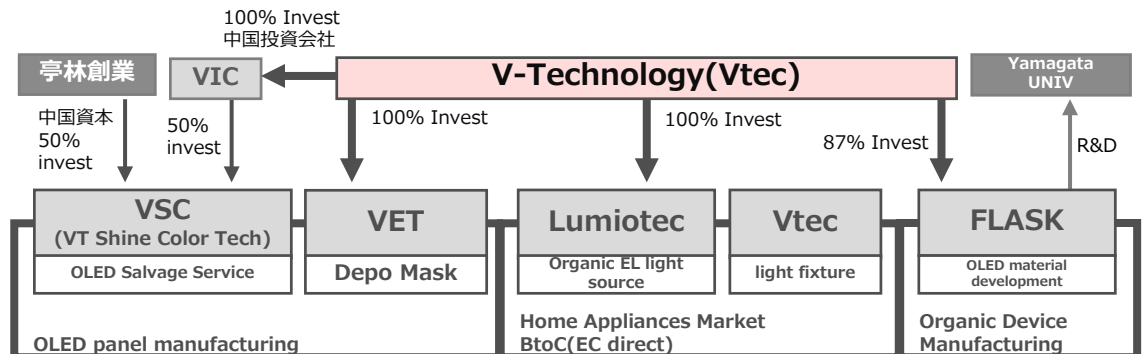 100% Invest
中国投資会社
亭林創業
VIC
V-Technology(Vtec)
Yamagata
UNIV
中国資本
50%
invest
50%
invest
100% Invest
100% Invest
87% Invest
R&D
VSC
(VT Shine Color Tech)
OLED Salvage Service
VET
Depo Mask
Lumiotec
Organic EL light
source
Vtec
light fixture
FLASK
OLED material
development
OLED panel manufacturing
Home Appliances Market
BtoC(EC direct)
Organic Device
Manufacturing